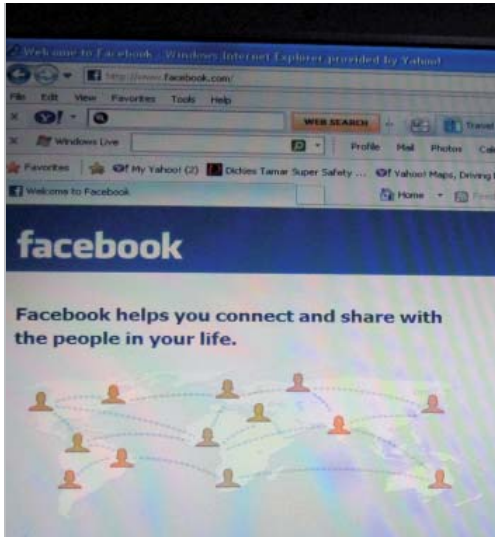 Welcome to Facebook - Windows Internet Explorer provided by Yahoo!
http://www.facebook.com/
File Edit View Favorites Tools Help
x Y! WEB SEARCH Travel
x Windows Live Profile Mail Photos Cale
Favorites My Yahoo! (2) Dickies Tamar Super Safety ... Yahoo! Maps, Driving
Welcome to Facebook Home
facebook
Facebook helps you connect and share with
the people in your life.